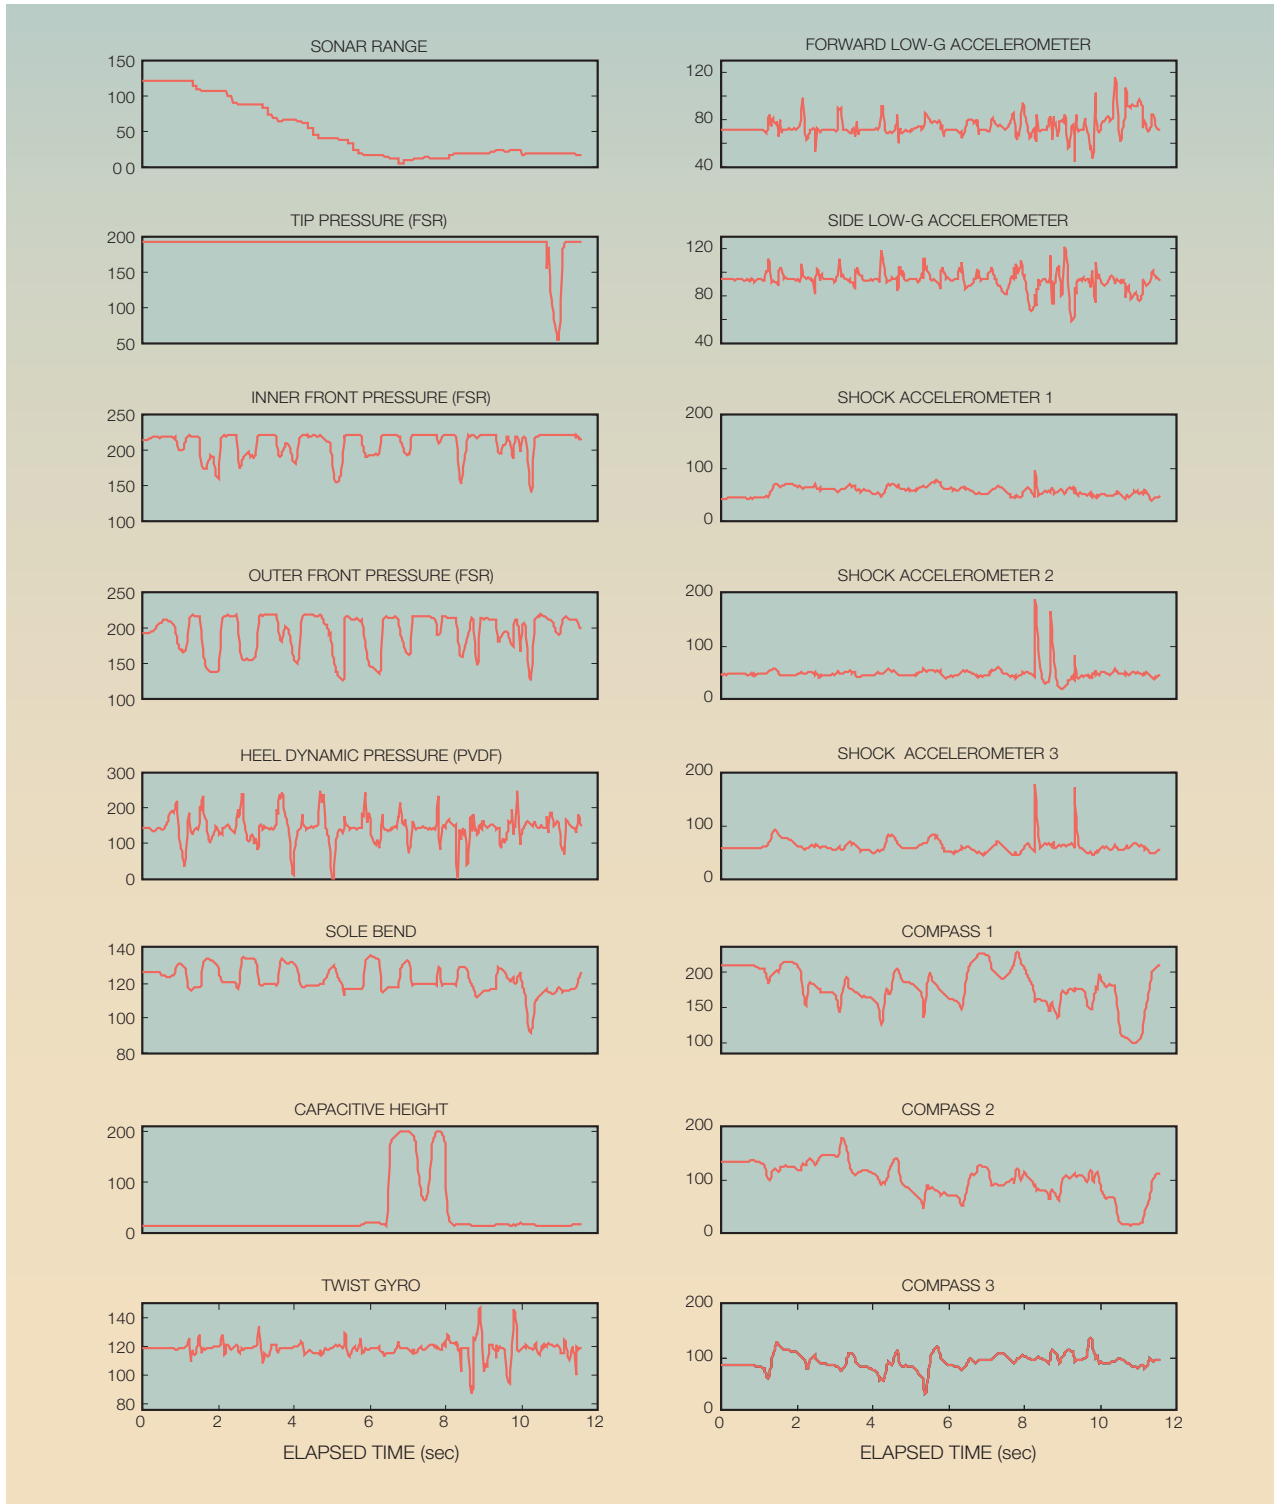 SONAR RANGE
150
100
50
0 0
TIP PRESSURE (FSR)
200
150
100
50
INNER FRONT PRESSURE (FSR)
250
200
150
100
OUTER FRONT PRESSURE (FSR)
250
200
150
100
HEEL DYNAMIC PRESSURE (PVDF)
300
200
100
0
SOLE BEND
140
120
100
80
CAPACITIVE HEIGHT
200
100
0
TWIST GYRO
140
120
100
80
0 2 4 6 8 10 12
ELAPSED TIME (sec)
FORWARD LOW-G ACCELEROMETER
120
80
40
SIDE LOW-G ACCELEROMETER
120
80
40
SHOCK ACCELEROMETER 1
200
100
0
SHOCK ACCELEROMETER 2
200
100
0
SHOCK ACCELEROMETER 3
200
100
0
COMPASS 1
200
150
100
COMPASS 2
200
100
0
COMPASS 3
200
100
0
0 2 4 6 8 10 12
ELAPSED TIME (sec)